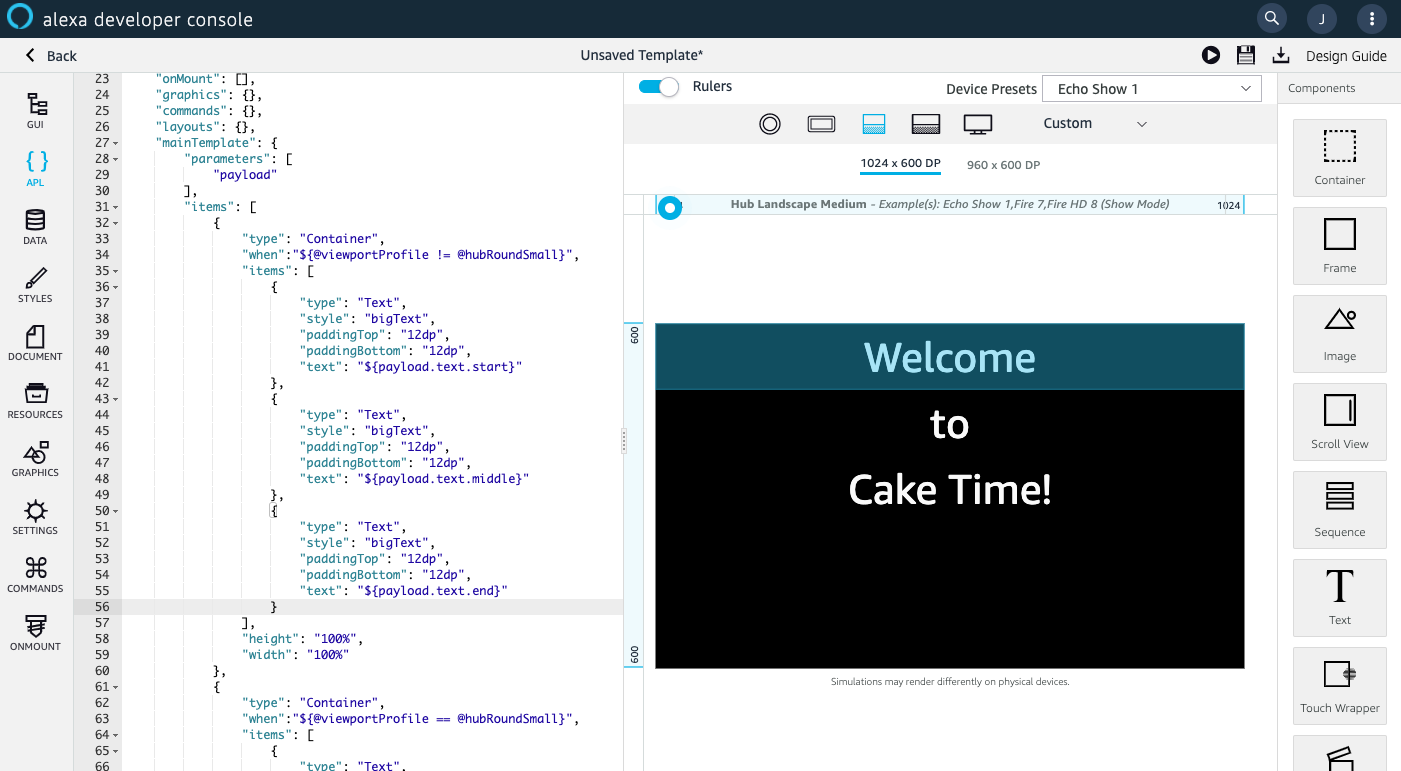 alexa developer console
J
Back
Unsaved Template*
Design Guide
GUI
APL
DATA
STYLES
DOCUMENT
RESOURCES
GRAPHICS
SETTINGS
COMMANDS
ONMOUNT
23 "onMount": [],
24 "graphics": {},
25 "commands": {},
26 "layouts": {},
27 "mainTemplate": {
28 "parameters": [
29 "payload"
30 ],
31 "items": [
32 {
33 "type": "Container",
34 "when":"${@viewportProfile != @hubRoundSmall}",
35 "items": [
36 {
37 "type": "Text",
38 "style": "bigText",
39 "paddingTop": "12dp",
40 "paddingBottom": "12dp",
41 "text": "${payload.text.start}"
42 },
43 {
44 "type": "Text",
45 "style": "bigText",
46 "paddingTop": "12dp",
47 "paddingBottom": "12dp",
48 "text": "${payload.text.middle}"
49 },
50 {
51 "type": "Text",
52 "style": "bigText",
53 "paddingTop": "12dp",
54 "paddingBottom": "12dp",
55 "text": "${payload.text.end}"
56 }
57 ],
58 "height": "100%",
59 "width": "100%"
60 },
61 {
62 "type": "Container",
63 "when":"${@viewportProfile == @hubRoundSmall}",
64 "items": [
65 {
66 "type": "Text",
Rulers
Device Presets
Echo Show 1
Custom
1024 x 600 DP
960 x 600 DP
Hub Landscape Medium - Example(s): Echo Show 1,Fire 7,Fire HD 8 (Show Mode)
1024
600
Welcome
to
Cake Time!
600
Simulations may render differently on physical devices.
Components
Container
Frame
Image
Scroll View
Sequence
T
Text
Touch Wrapper